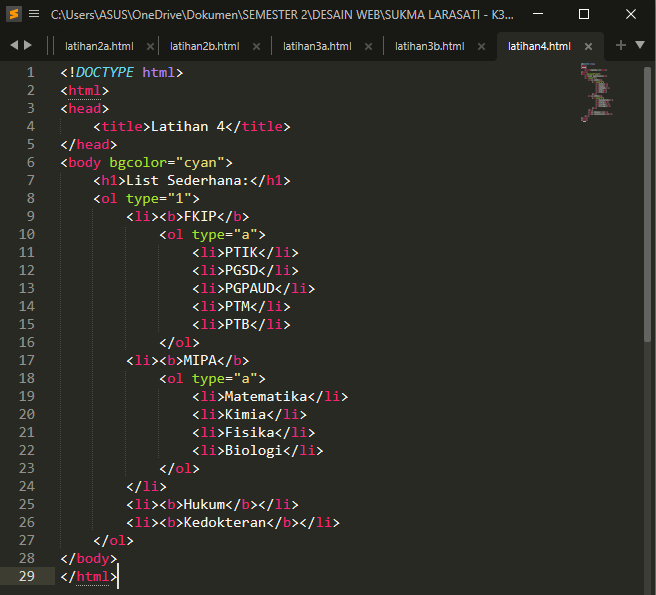 C:\Users\ASUS\OneDrive\Dokumen\SEMESTER 2\DESAIN WEB\SUKMA LARASATI - K3...
latihan2a.html × latihan2b.html × latihan3a.html × latihan3b.html × latihan4.html ×
1 <!DOCTYPE html>
2 <html>
3 <head>
4     <title>Latihan 4</title>
5 </head>
6 <body bgcolor="cyan">
7     <h1>List Sederhana:</h1>
8     <ol type="1">
9         <li><b>FKIP</b>
10             <ol type="a">
11                 <li>PTIK</li>
12                 <li>PGSD</li>
13                 <li>PGPAUD</li>
14                 <li>PTM</li>
15                 <li>PTB</li>
16             </ol>
17         <li><b>MIPA</b>
18             <ol type="a">
19                 <li>Matematika</li>
20                 <li>Kimia</li>
21                 <li>Fisika</li>
22                 <li>Biologi</li>
23             </ol>
24         </li>
25         <li><b>Hukum</b></li>
26         <li><b>Kedokteran</b></li>
27     </ol>
28 </body>
29 </html>